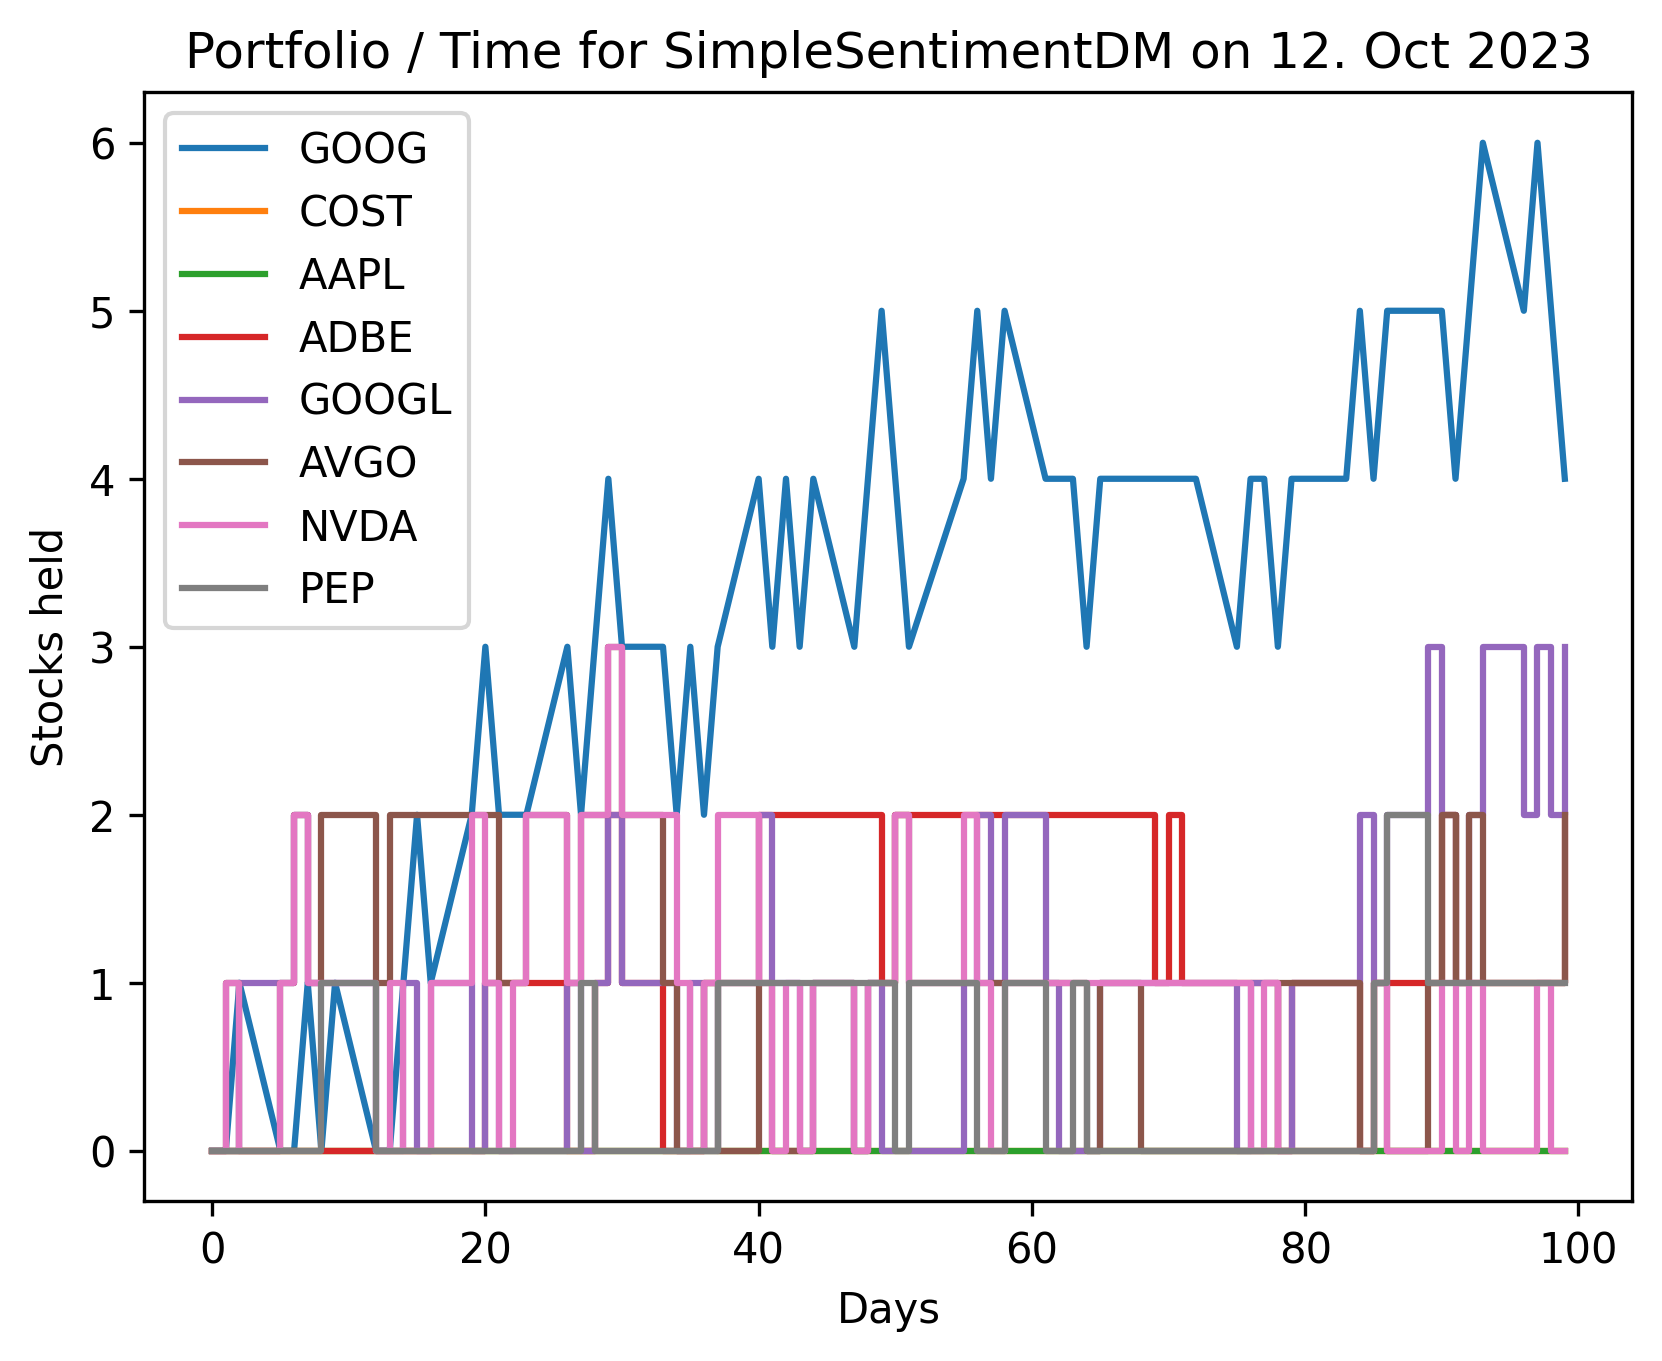 Portfolio / Time for SimpleSentimentDM on 12. Oct 2023
GOOG
COST
AAPL
ADBE
GOOGL
AVGO
NVDA
PEP
Stocks held
6
5
4
3
2
1
0
0 20 40 60 80 100
Days